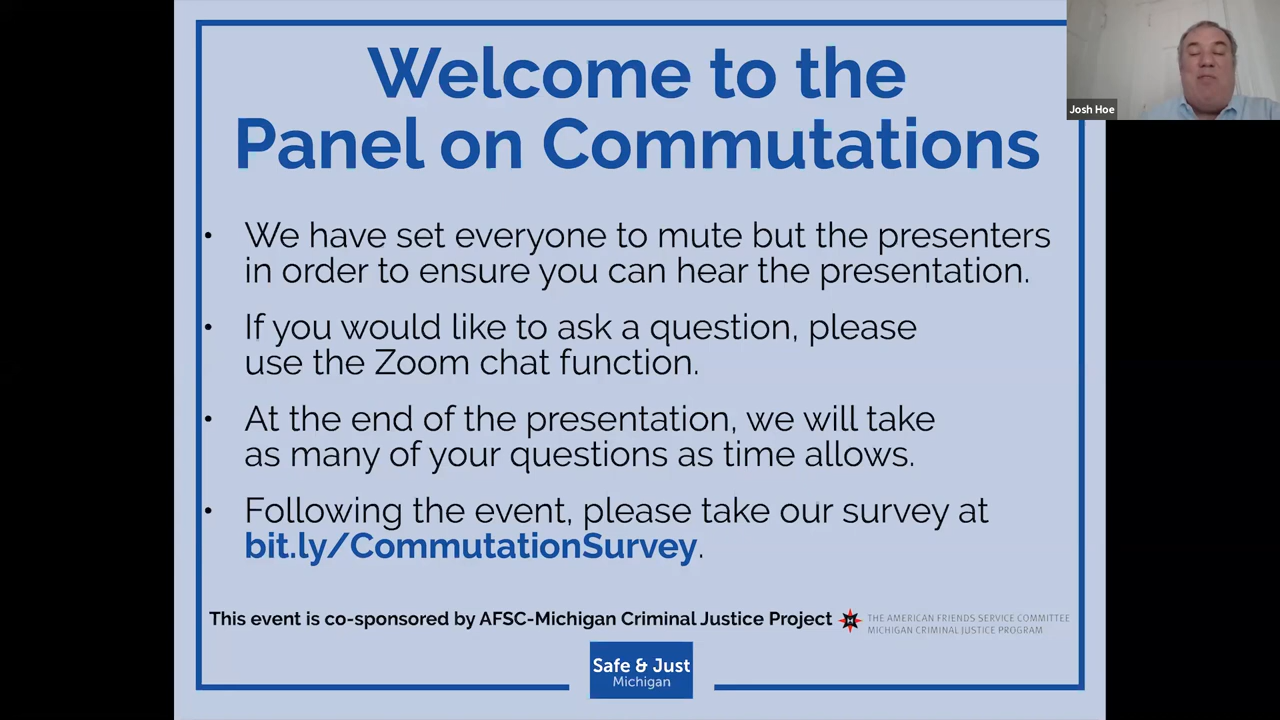 Welcome to the
Panel on Commutations
Josh Hoe
• We have set everyone to mute but the presenters
in order to ensure you can hear the presentation.
• If you would like to ask a question, please
use the Zoom chat function.
• At the end of the presentation, we will take
as many of your questions as time allows.
• Following the event, please take our survey at
bit.ly/CommutationSurvey.
This event is co-sponsored by AFSC-Michigan Criminal Justice Project
THE AMERICAN FRIENDS SERVICE COMMITTEE
MICHIGAN CRIMINAL JUSTICE PROGRAM
Safe & Just
Michigan